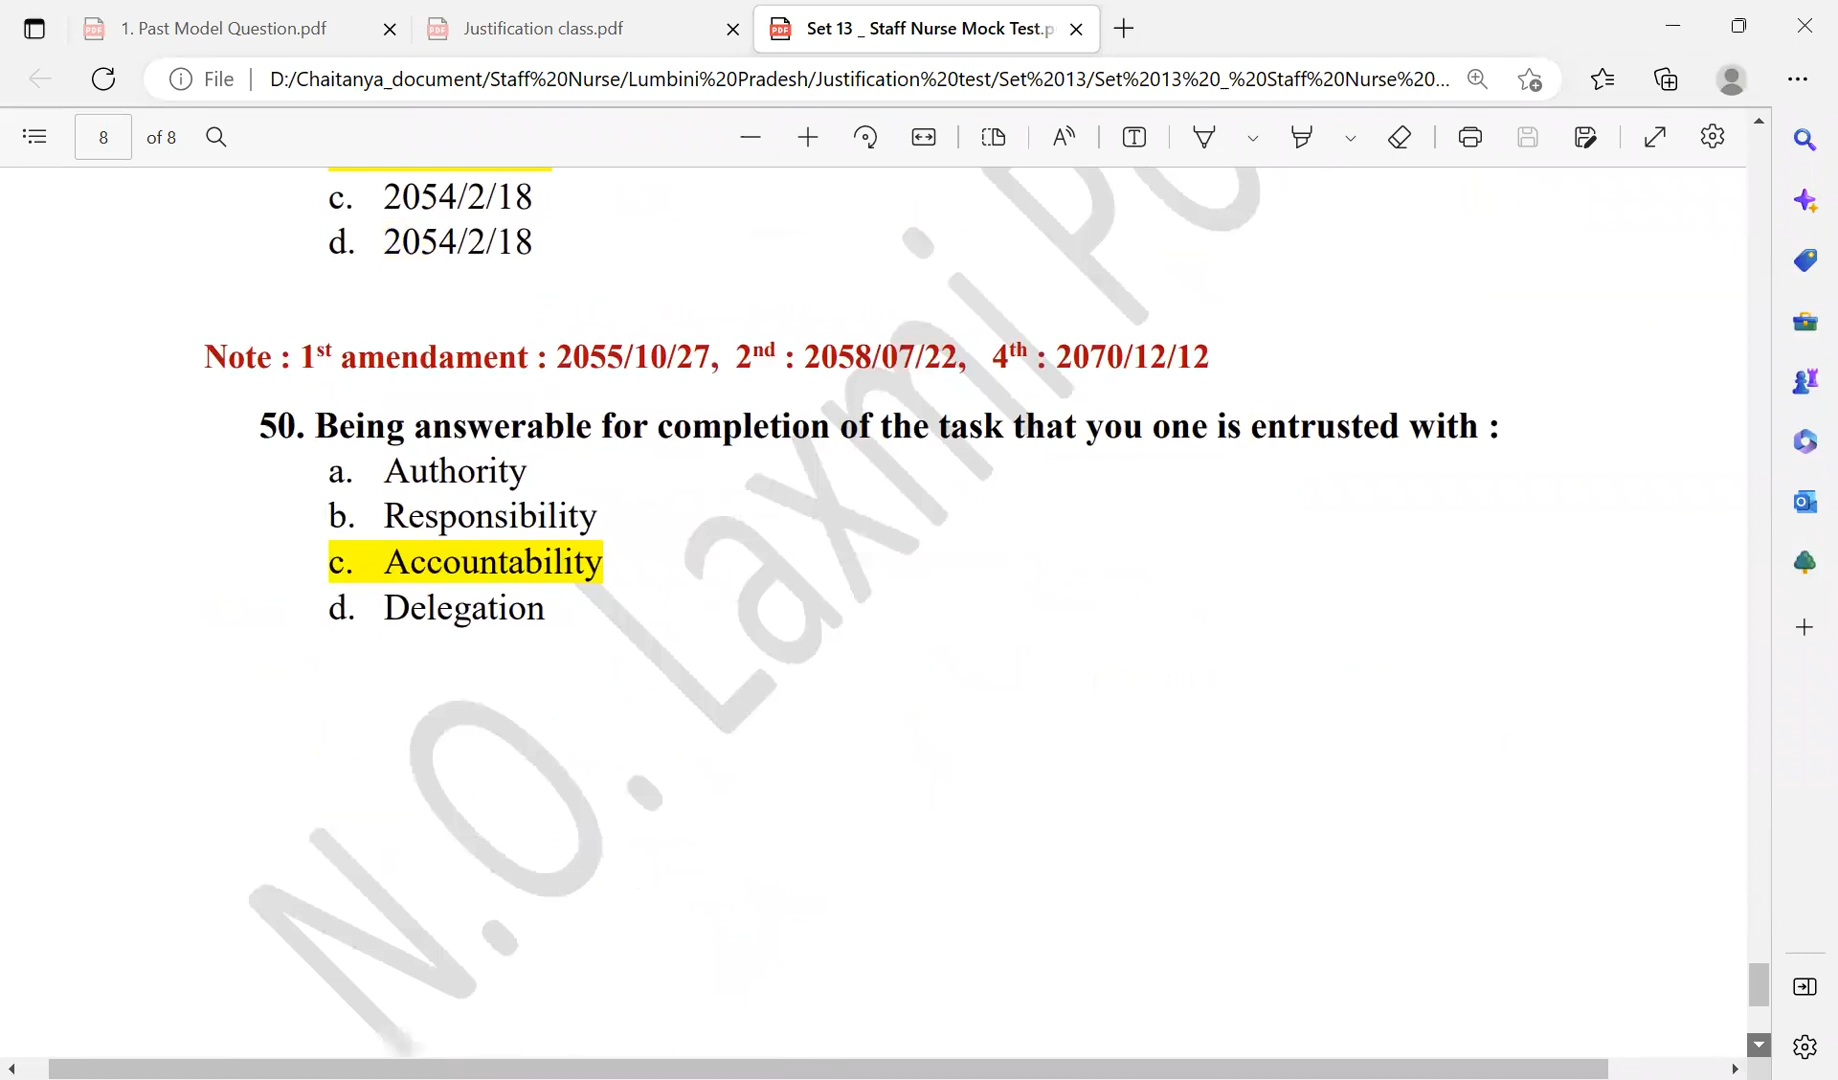 1. Past Model Question.pdf
Justification class.pdf
Set 13 _ Staff Nurse Mock Test.p
File
D:/Chaitanya_document/Staff%20Nurse/Lumbini%20Pradesh/Justification%20test/Set%2013/Set%2013%20_%20Staff%20Nurse%20...
8 of 8
c. 2054/2/18
d. 2054/2/18
Note : 1st amendament : 2055/10/27, 2nd : 2058/07/22, 4th : 2070/12/12
50. Being answerable for completion of the task that you one is entrusted with :
a. Authority
b. Responsibility
c. Accountability
d. Delegation
N.O. Laxmi